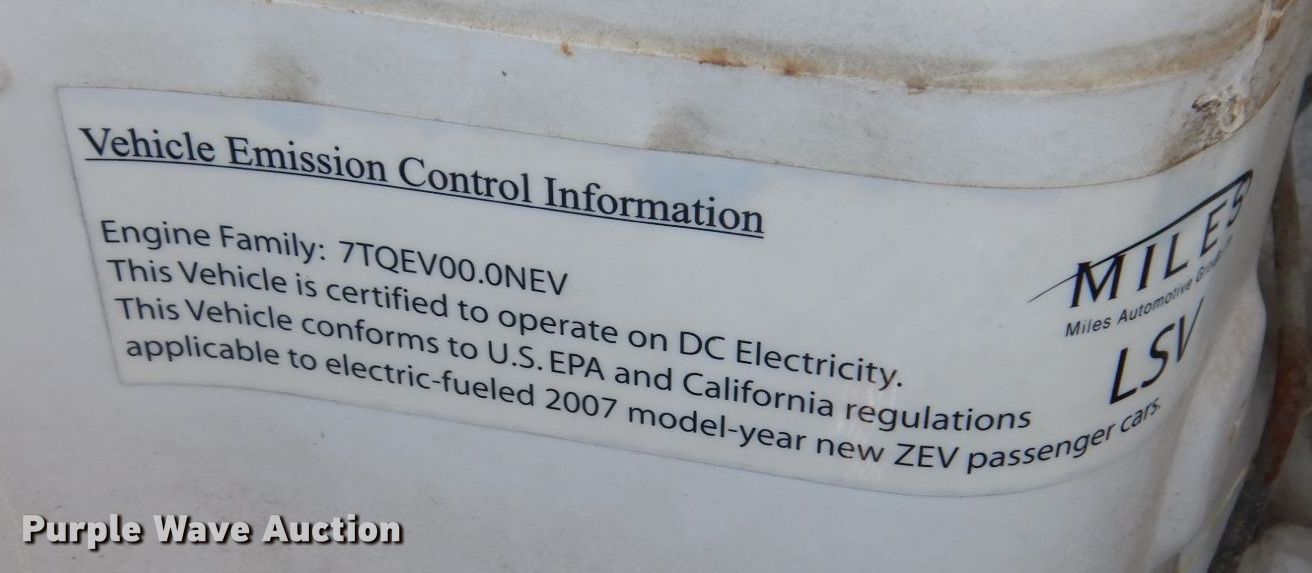 Vehicle Emission Control Information
Engine Family: 7TQEV00.0NEV
This Vehicle is certified to operate on DC Electricity.
This Vehicle conforms to U.S. EPA and California regulations
applicable to electric-fueled 2007 model-year new ZEV passenger cars.
MILES
Miles Automotive
LSV
Purple Wave Auction